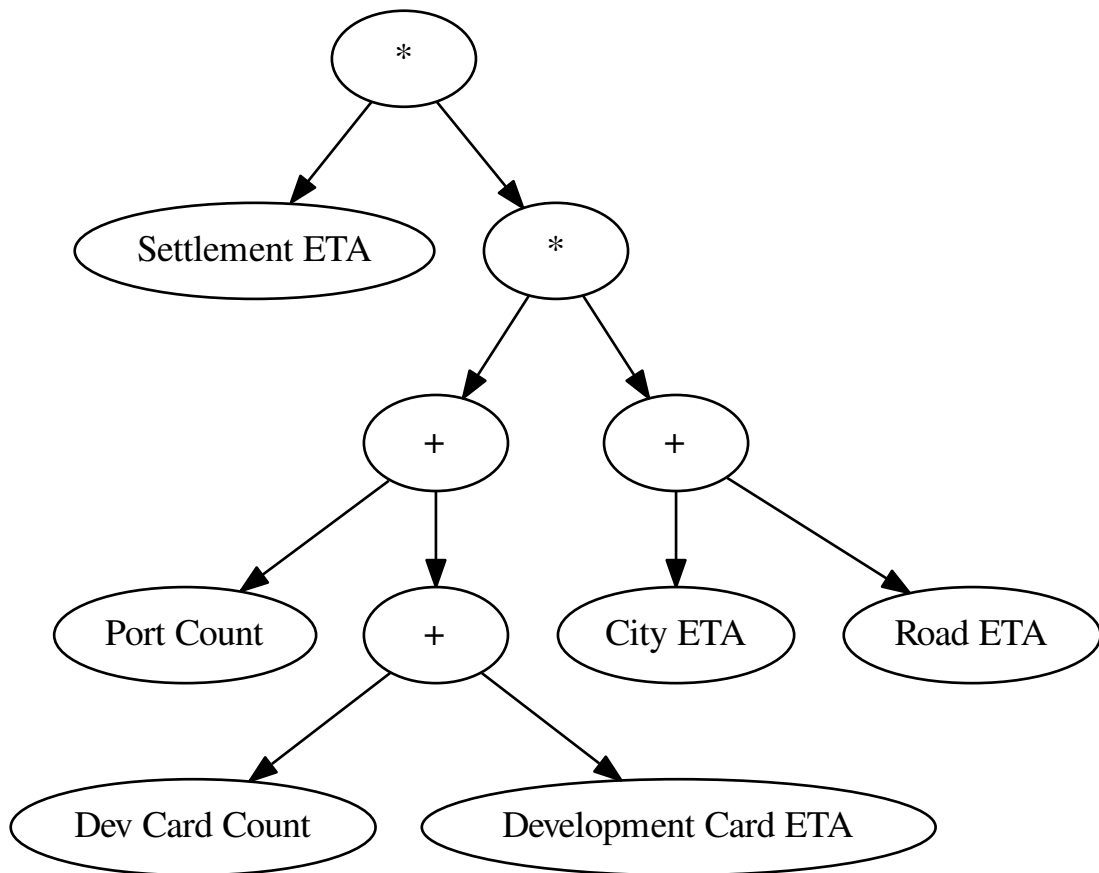 *
Settlement ETA
*
+
+
Port Count
+
City ETA
Road ETA
Dev Card Count
Development Card ETA